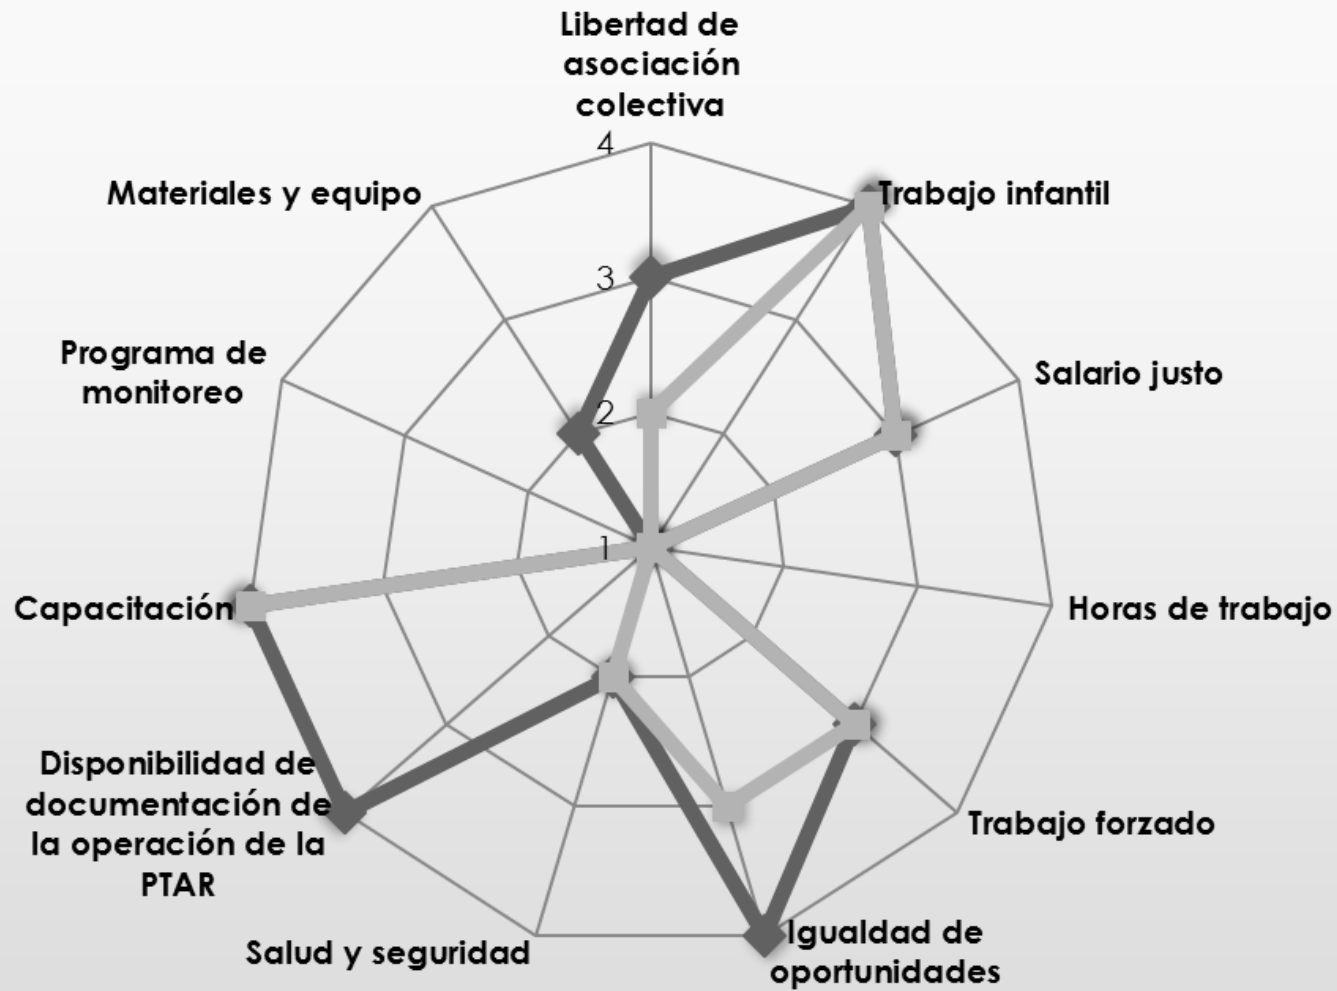 Libertad de
asociación
colectiva
4
3
2
1
Trabajo infantil
Salario justo
Horas de trabajo
Trabajo forzado
Igualdad de
oportunidades
Salud y seguridad
Disponibilidad de
documentación de
la operación de la
PTAR
Capacitación
Programa de
monitoreo
Materiales y equipo